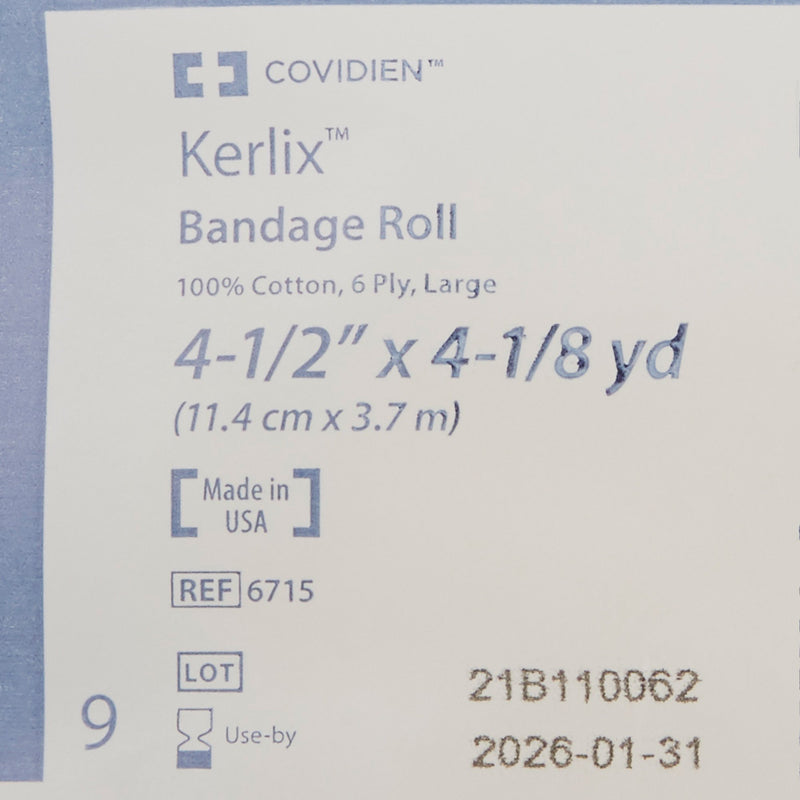 COVIDIEN™
Kerlix™
Bandage Roll
100% Cotton, 6 Ply, Large
4-1/2" x 4-1/8 yd
(11.4 cm x 3.7 m)
Made in
USA
REF 6715
LOT 21B110062
9 Use-by 2026-01-31